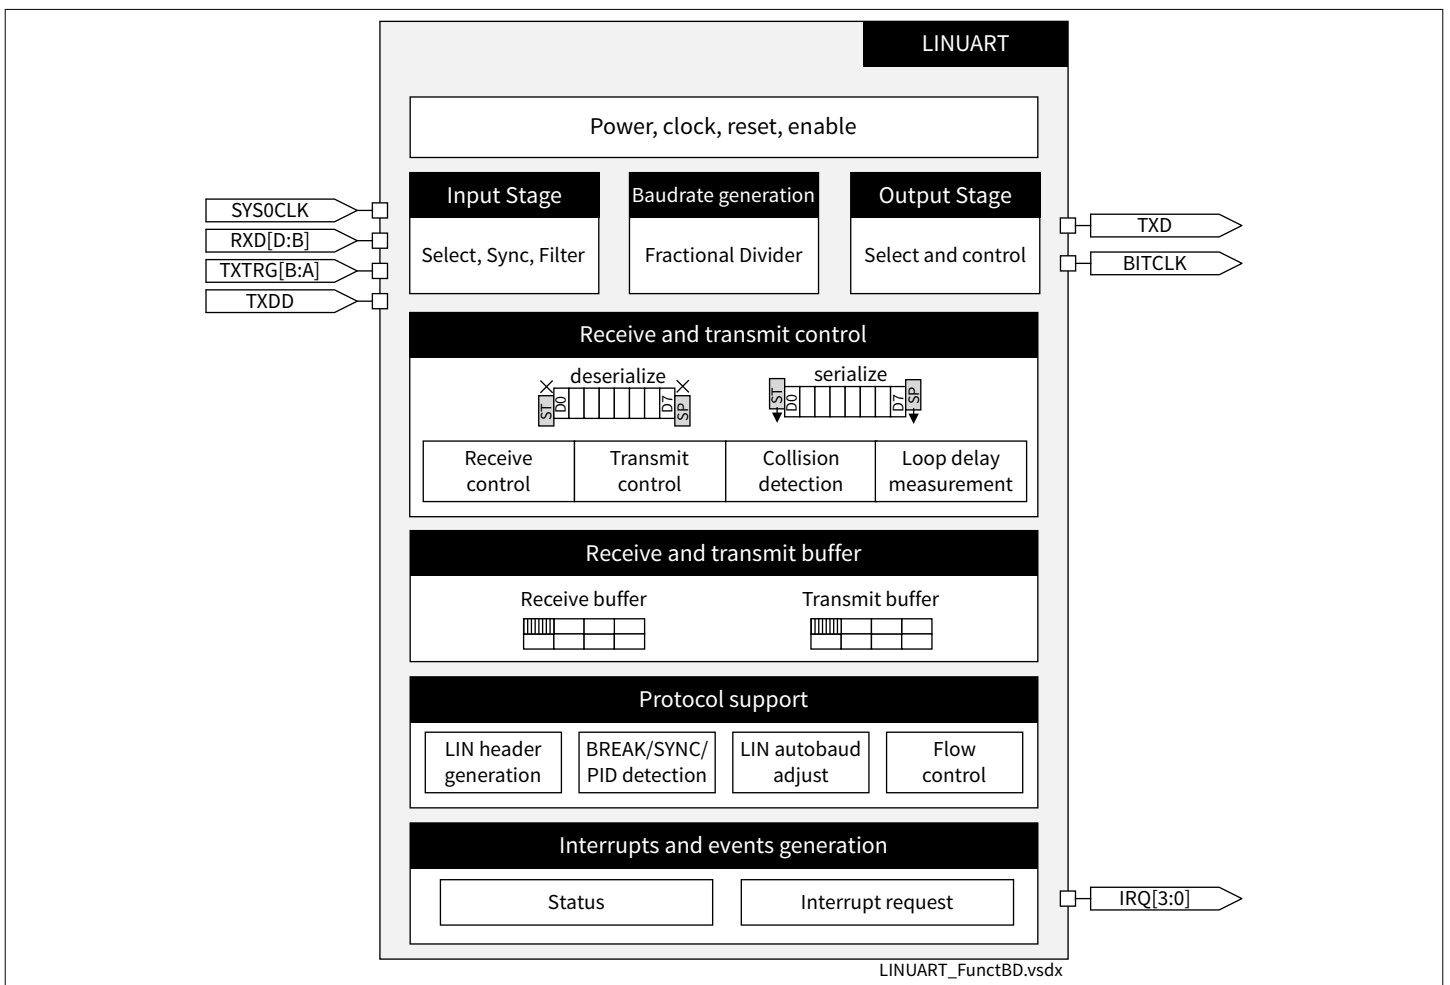 LINUART
Power, clock, reset, enable
Input Stage
Select, Sync, Filter
Baudrate generation
Fractional Divider
Output Stage
Select and control
SYS0CLK
RXD[D:B]
TXTRG[B:A]
TXDD
TXD
BITCLK
Receive and transmit control
deserialize
ST
D0
D7
SP
serialize
ST
D0
D7
SP
Receive
control
Transmit
control
Collision
detection
Loop delay
measurement
Receive and transmit buffer
Receive buffer
Transmit buffer
Protocol support
LIN header
generation
BREAK/SYNC/
PID detection
LIN autobaud
adjust
Flow
control
Interrupts and events generation
Status
Interrupt request
IRQ[3:0]
LINUART_FunctBD.vsdx